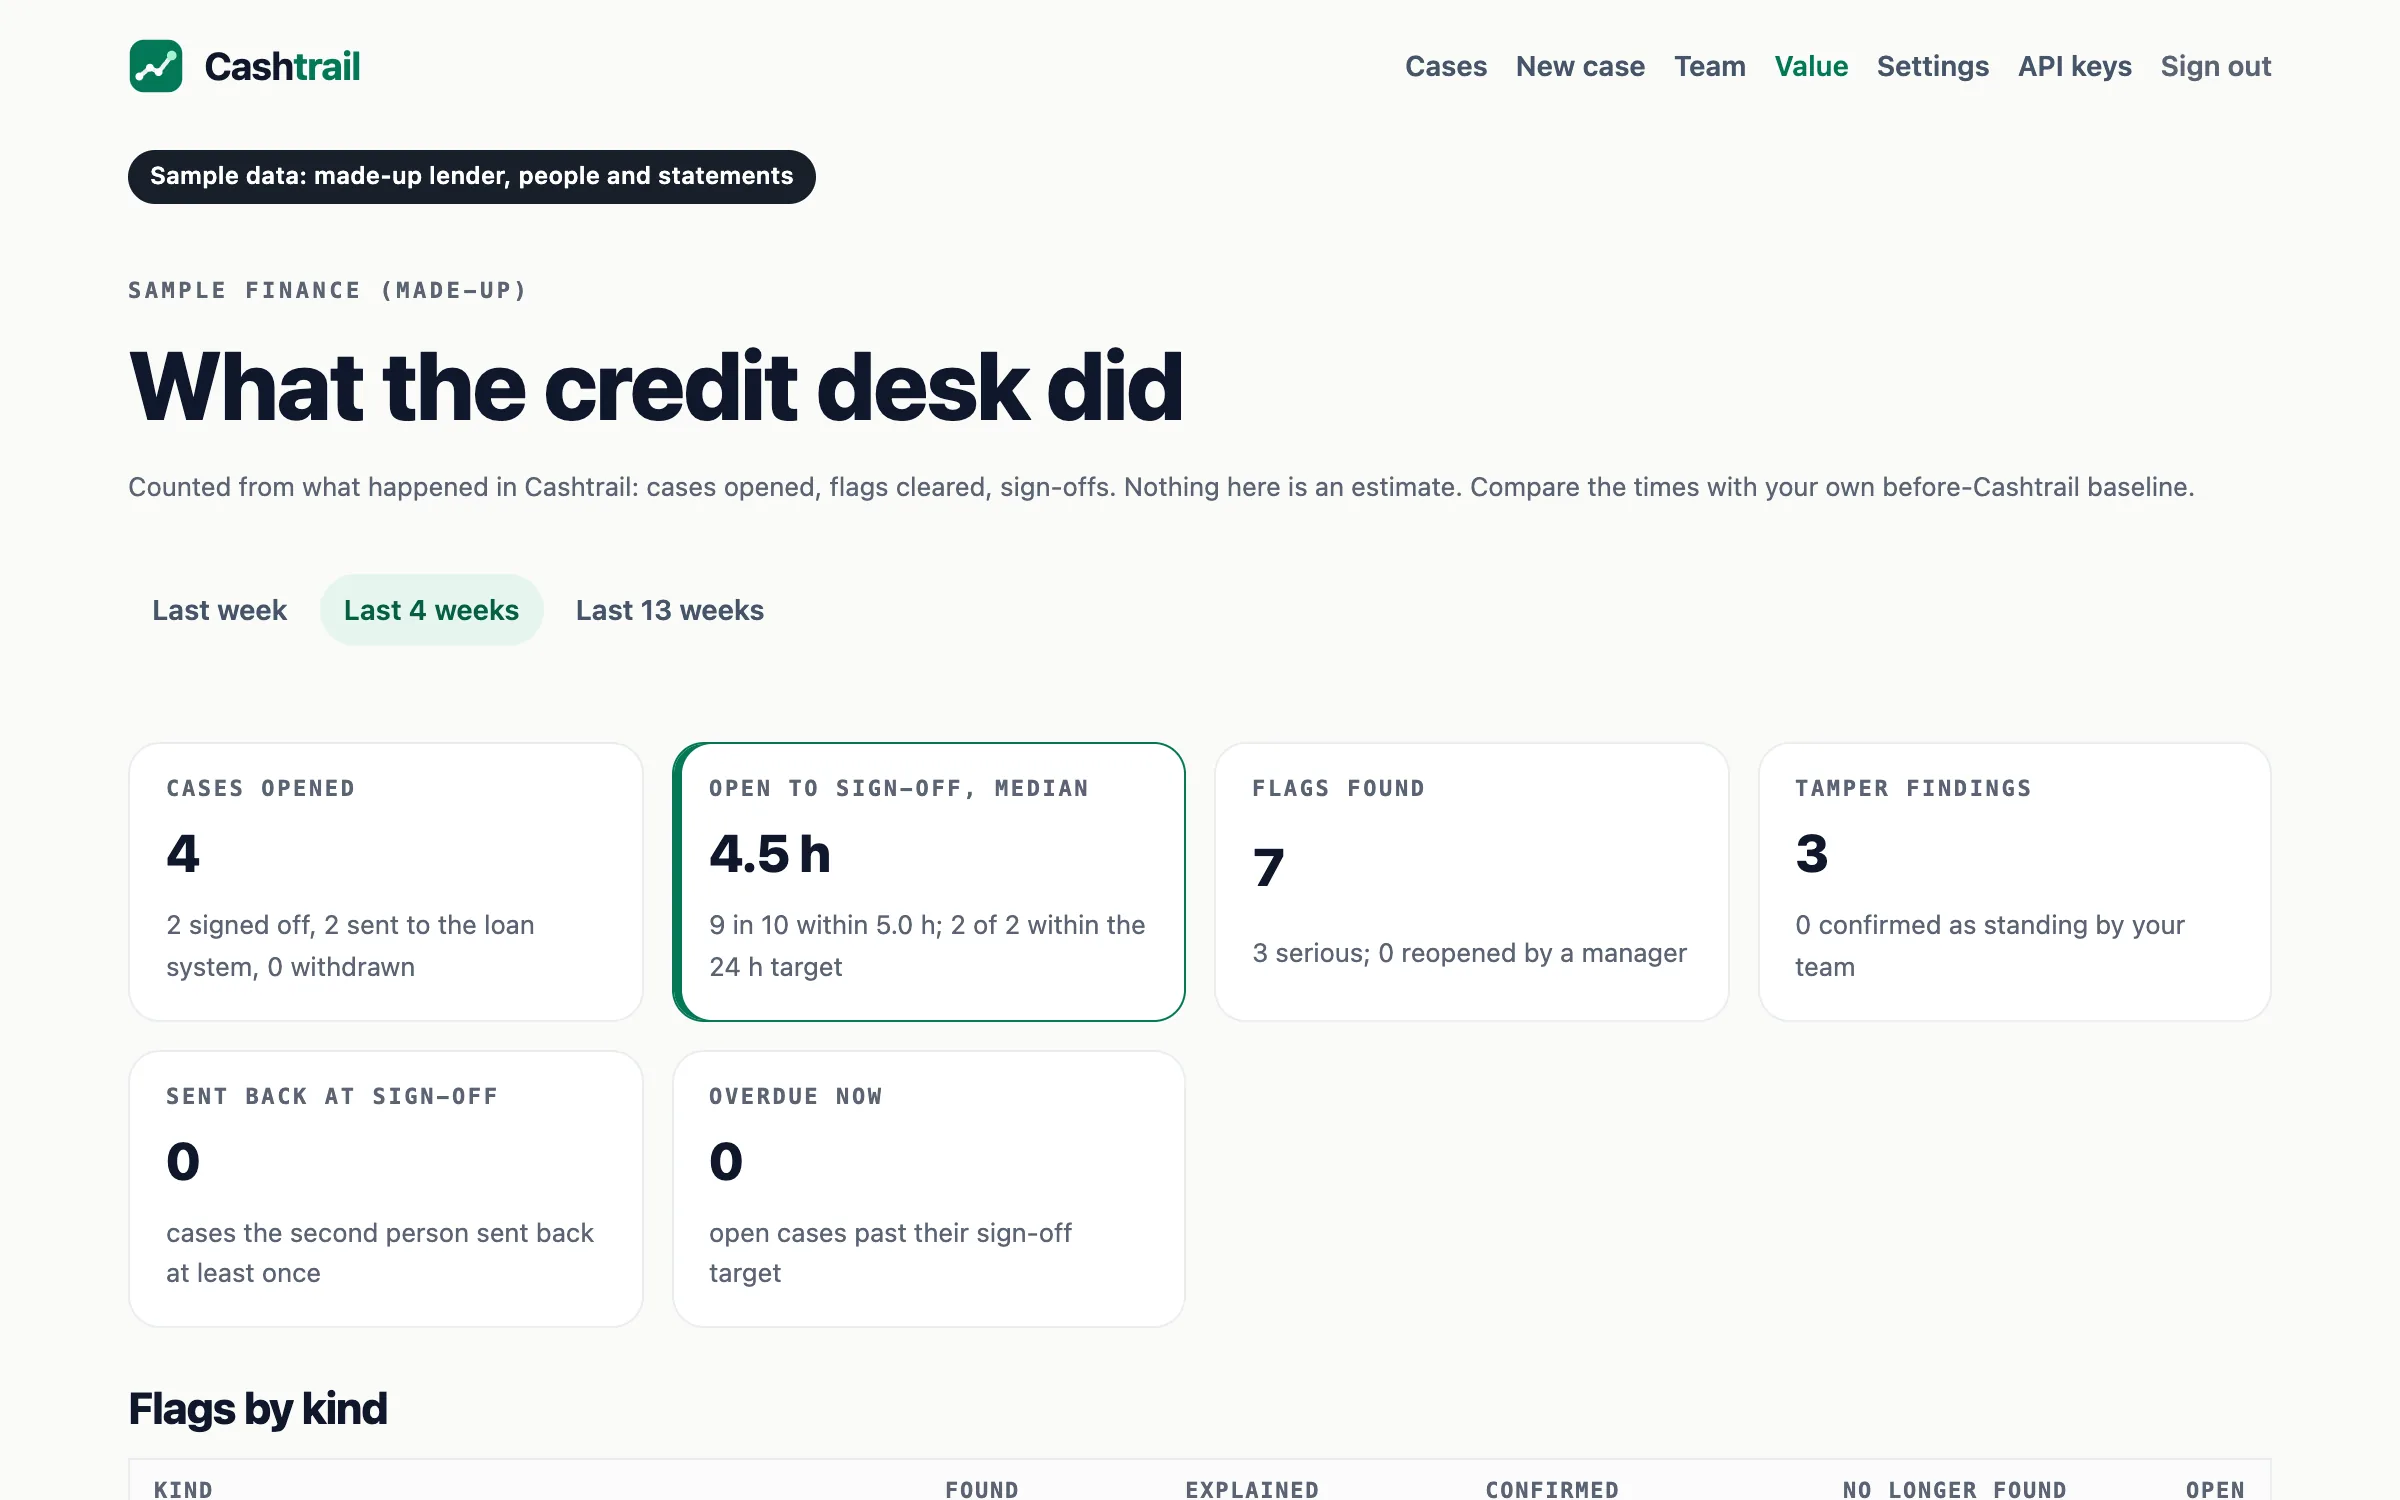 Cashtrail
Cases New case Team Value Settings API keys Sign out
Sample data: made-up lender, people and statements
SAMPLE FINANCE (MADE-UP)
What the credit desk did
Counted from what happened in Cashtrail: cases opened, flags cleared, sign-offs. Nothing here is an estimate. Compare the times with your own before-Cashtrail baseline.
Last week Last 4 weeks Last 13 weeks
CASES OPENED
4
2 signed off, 2 sent to the loan
system, 0 withdrawn
OPEN TO SIGN-OFF, MEDIAN
4.5 h
9 in 10 within 5.0 h; 2 of 2 within the
24 h target
FLAGS FOUND
7
3 serious; 0 reopened by a manager
TAMPER FINDINGS
3
0 confirmed as standing by your
team
SENT BACK AT SIGN-OFF
0
cases the second person sent back
at least once
OVERDUE NOW
0
open cases past their sign-off
target
Flags by kind
KIND FOUND EXPLAINED CONFIRMED NO LONGER FOUND OPEN